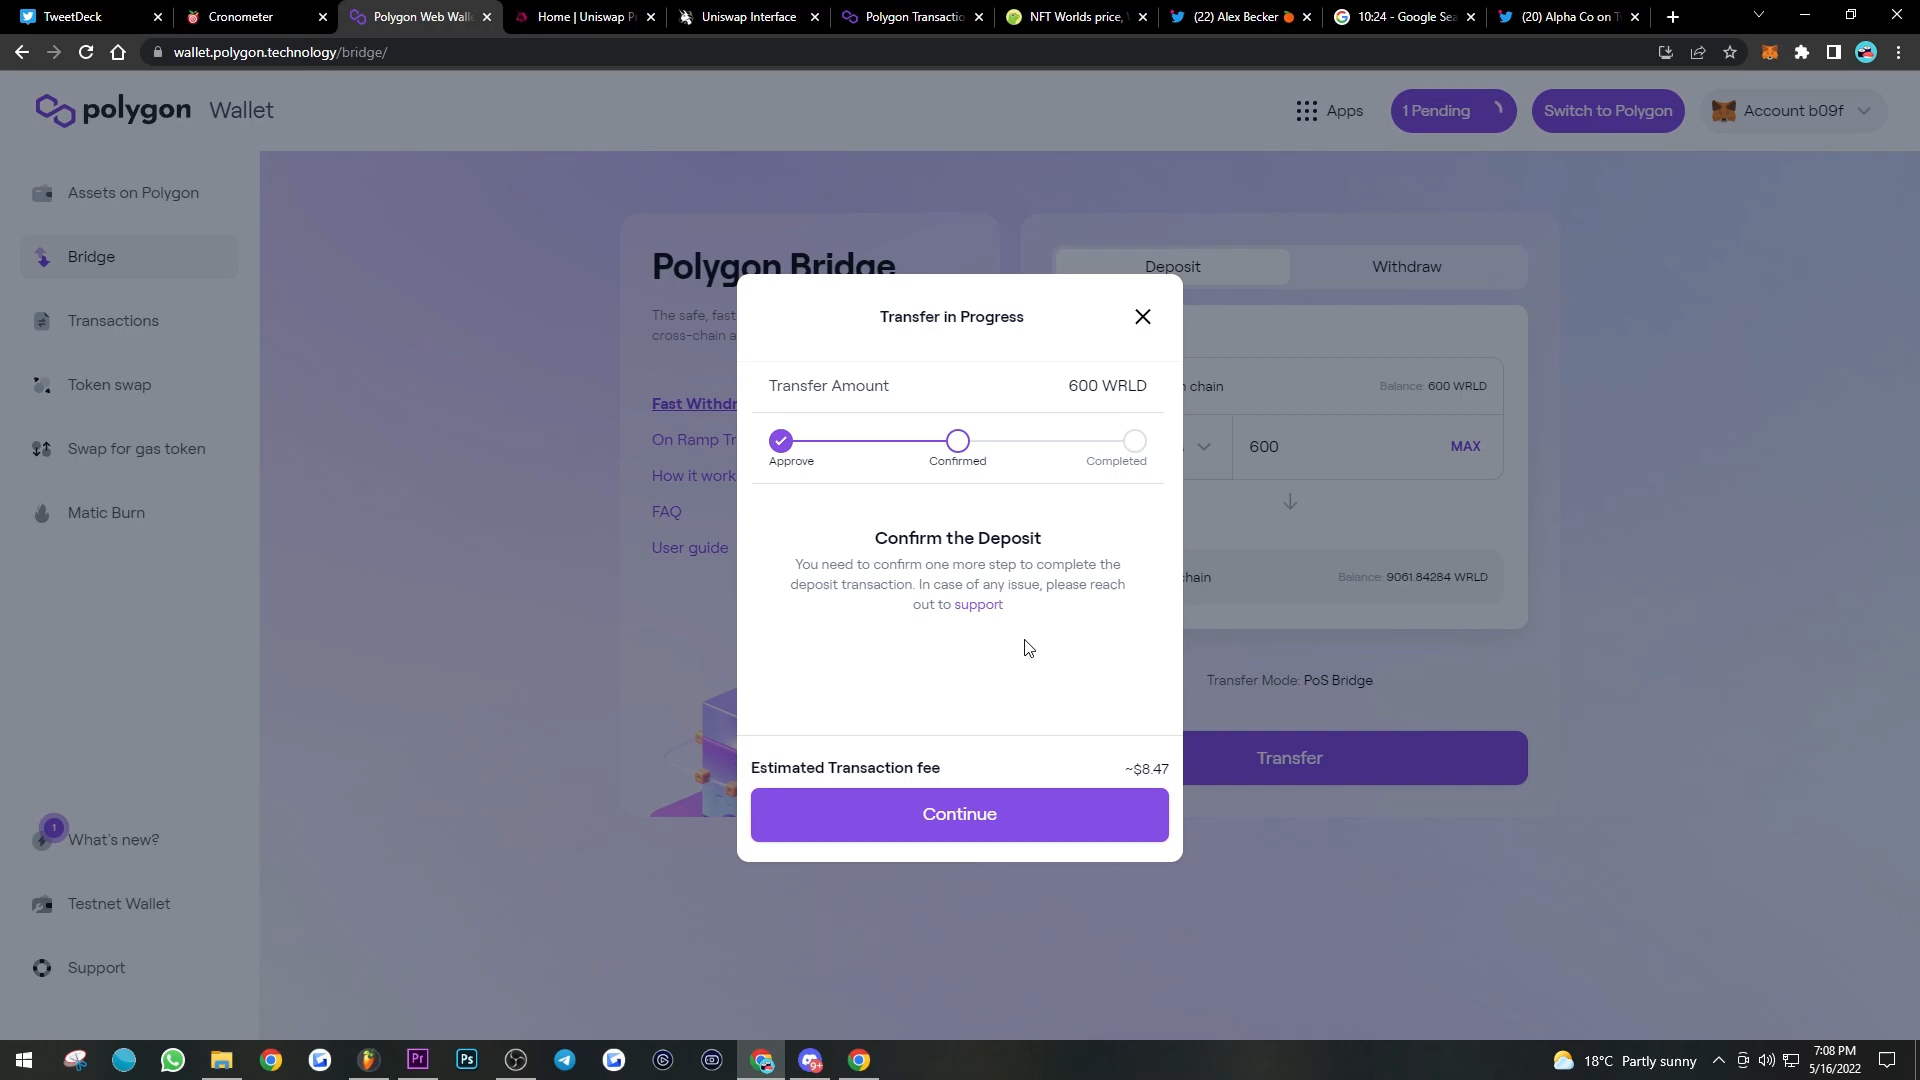 TweetDeck
Cronometer
Polygon Web Walle
Home | Uniswap P
Uniswap Interface
Polygon Transactio
NFT Worlds price,
(22) Alex Becker
10:24 - Google Sea
(20) Alpha Co on T
wallet.polygon.technology/bridge/
polygon Wallet
Apps
1 Pending
Switch to Polygon
Account b09f
Assets on Polygon
Bridge
Transactions
Token swap
Swap for gas token
Matic Burn
1
What's new?
Testnet Wallet
Support
Polygon Bridge
The safe, fast
cross-chain a
Fast Withdr
On Ramp Tr
How it work
FAQ
User guide
Deposit
Withdraw
chain
Balance: 600 WRLD
600
MAX
chain
Balance: 9061.84284 WRLD
Transfer Mode: PoS Bridge
Transfer
Transfer in Progress
Transfer Amount
600 WRLD
Approve
Confirmed
Completed
Confirm the Deposit
You need to confirm one more step to complete the
deposit transaction. In case of any issue, please reach
out to support
Estimated Transaction fee
~$8.47
Continue
Pr
Ps
9+
18°C Partly sunny
7:08 PM
5/16/2022